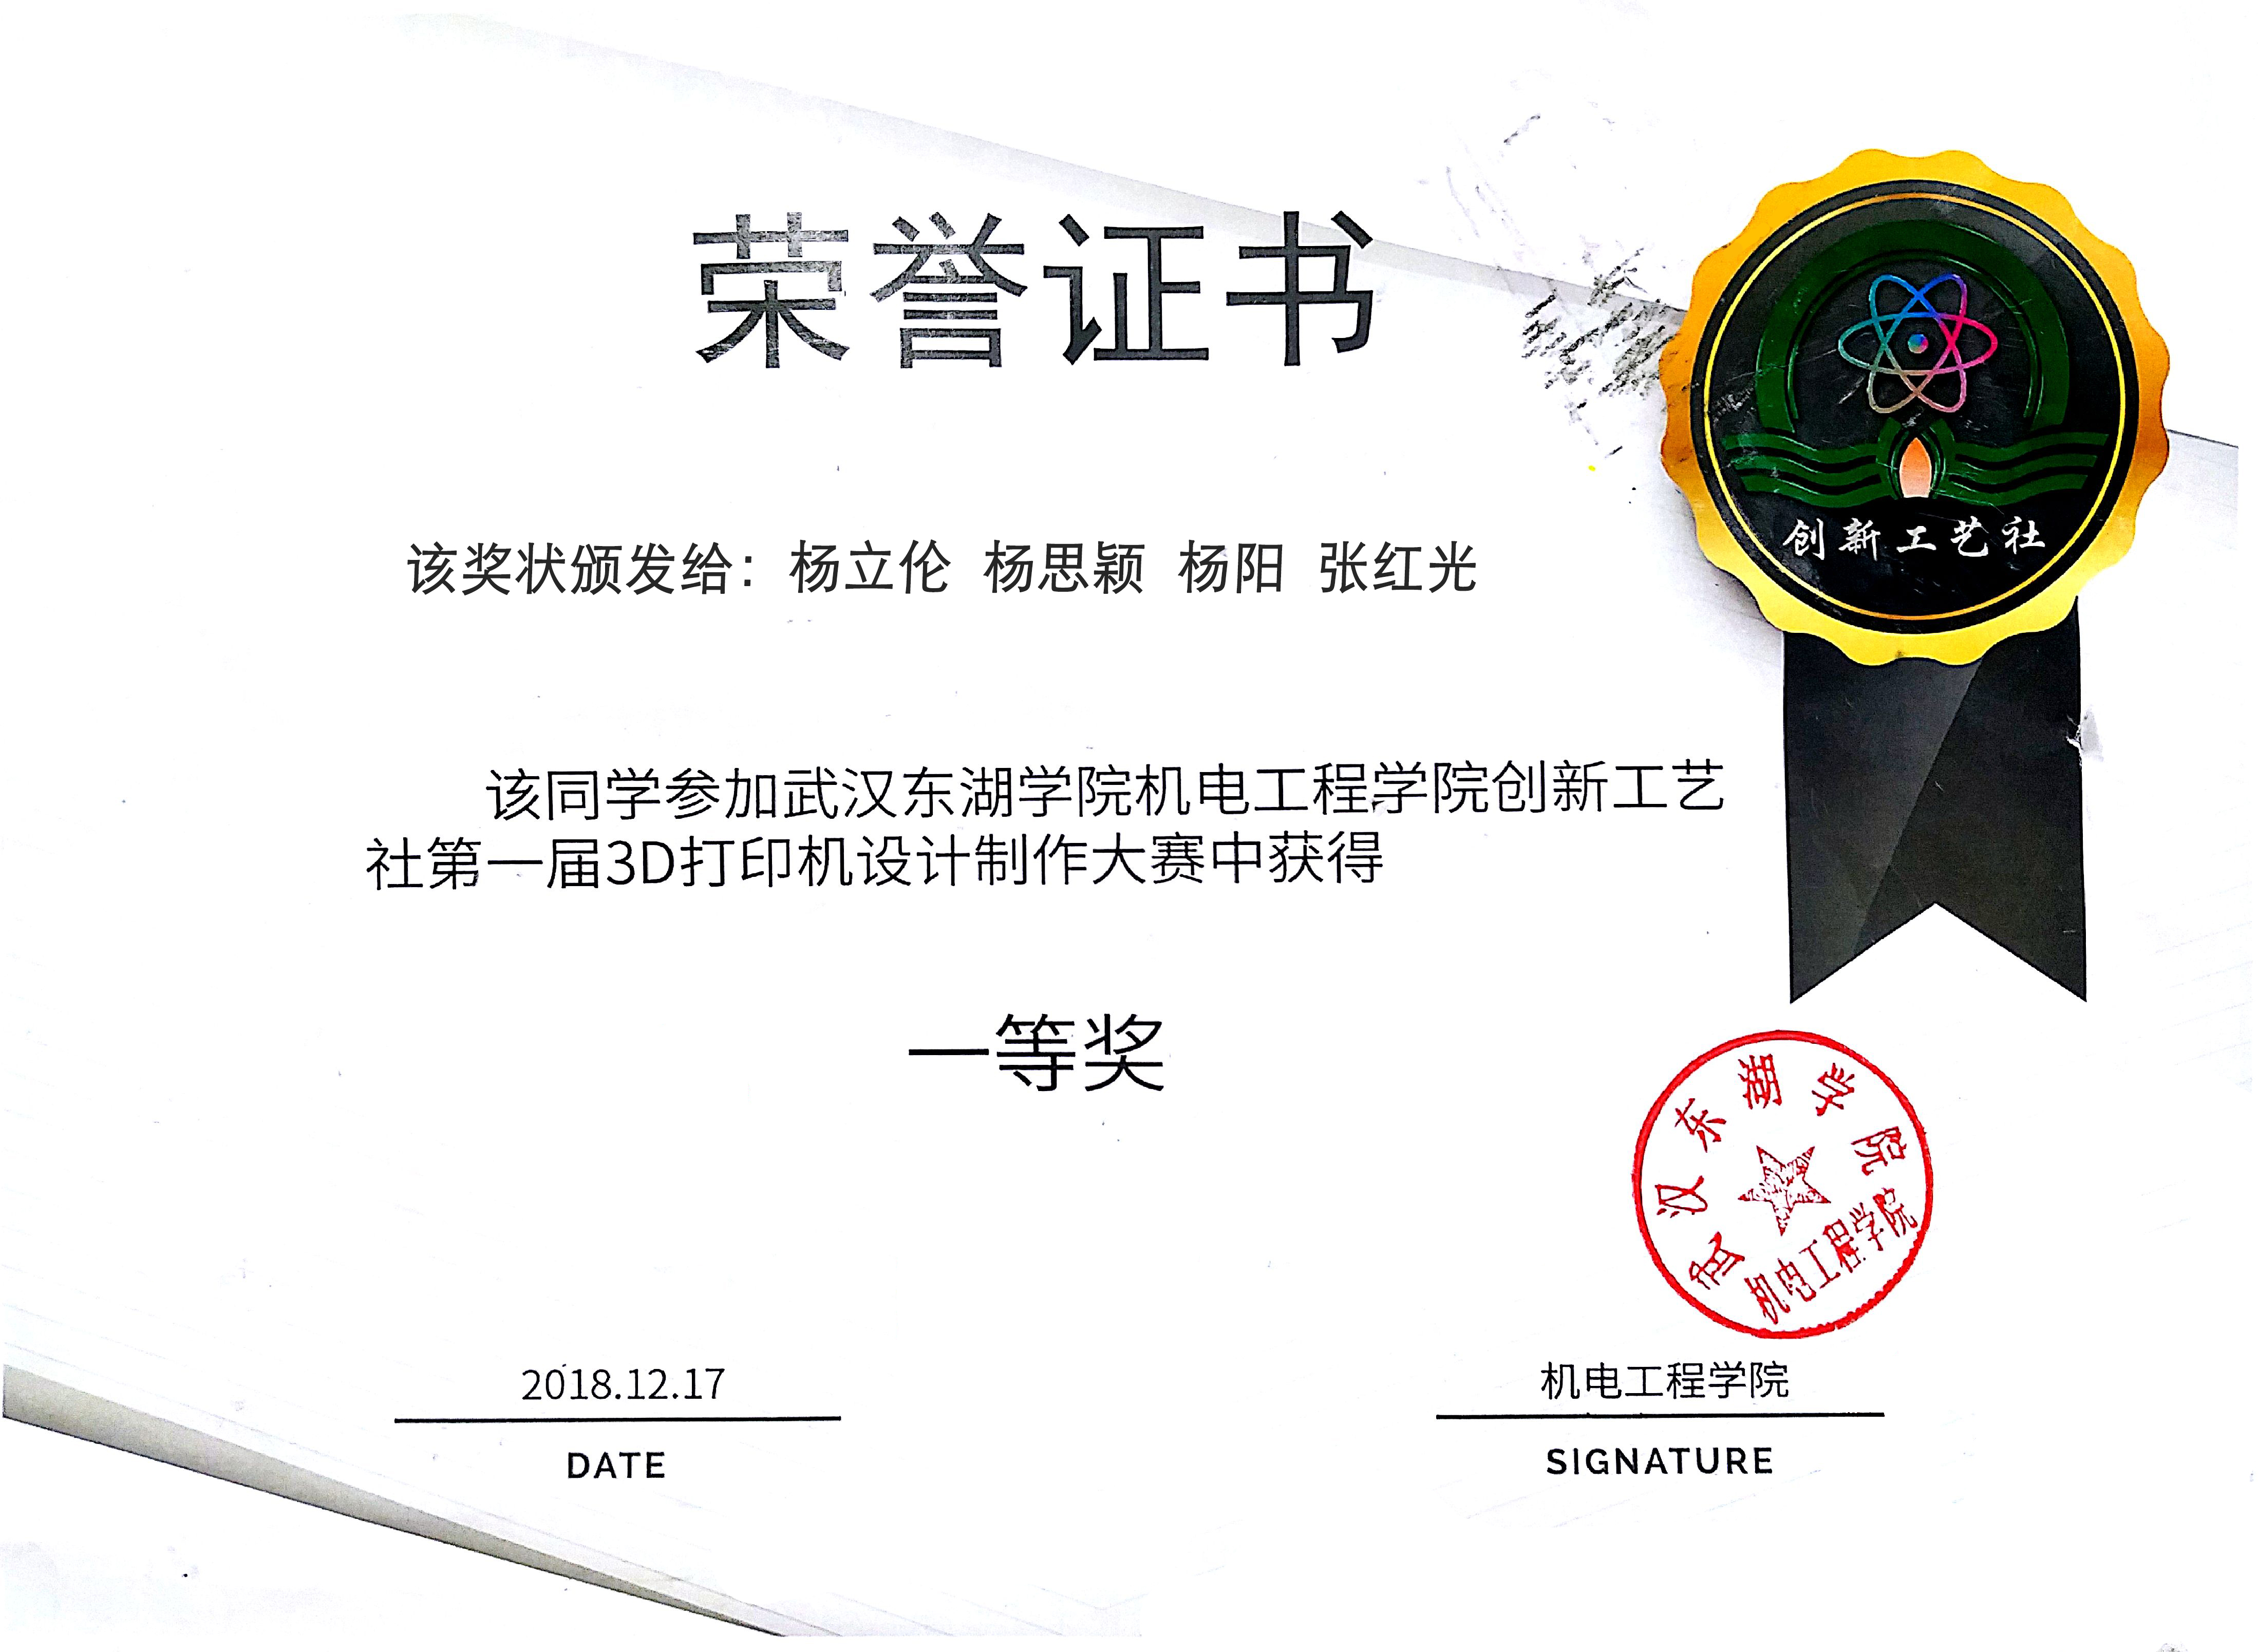 荣誉证书
创新工艺社
该奖状颁发给：杨立伦 杨思颖 杨阳 张红光
该同学参加武汉东湖学院机电工程学院创新工艺
社第一届3D打印机设计制作大赛中获得
一等奖
武汉东湖学院
机电工程学院
2018.12.17
DATE
机电工程学院
SIGNATURE